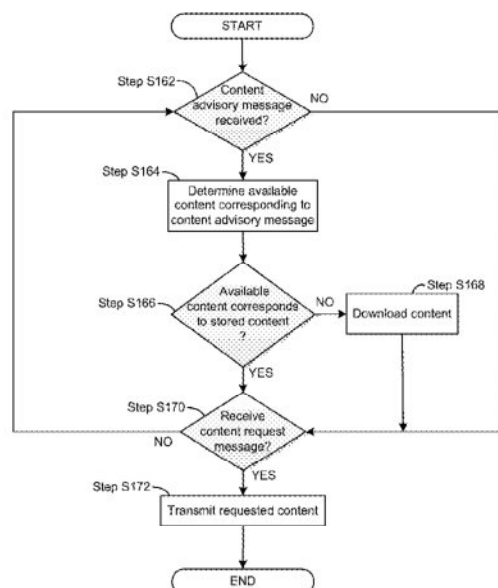 START
Step S162
Content
advisory message
received?
NO
YES
Step S164
Determine available
content corresponding to
content advisory message
Step S166
Available
content corresponds
to stored content
?
NO
Step S168
Download content
YES
Step S170
Receive
content request
message?
NO
YES
Step S172
Transmit requested content
END